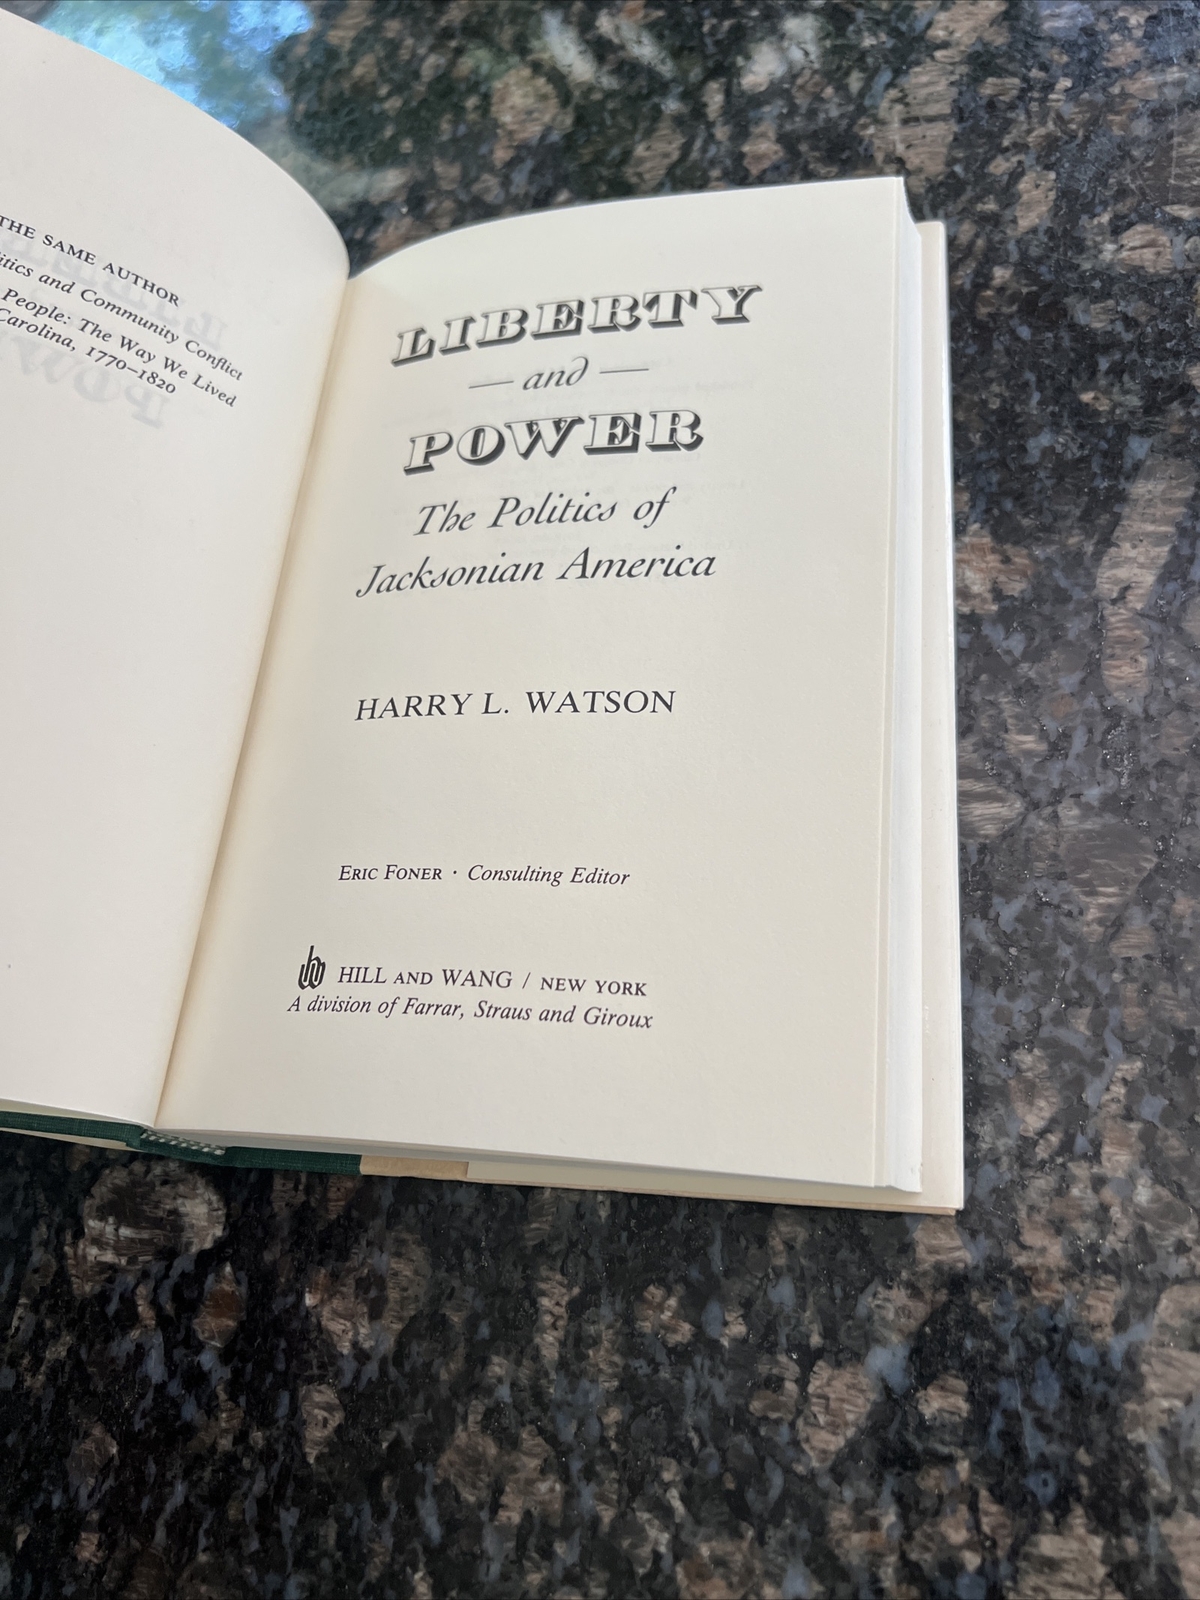 THE SAME AUTHOR
and Community Conflict
People: The Way We Lived
Carolina, 1770–1820
LIBERTY
— and —
POWER
The Politics of
Jacksonian America
HARRY L. WATSON
ERIC FONER · Consulting Editor
HILL AND WANG / NEW YORK
A division of Farrar, Straus and Giroux